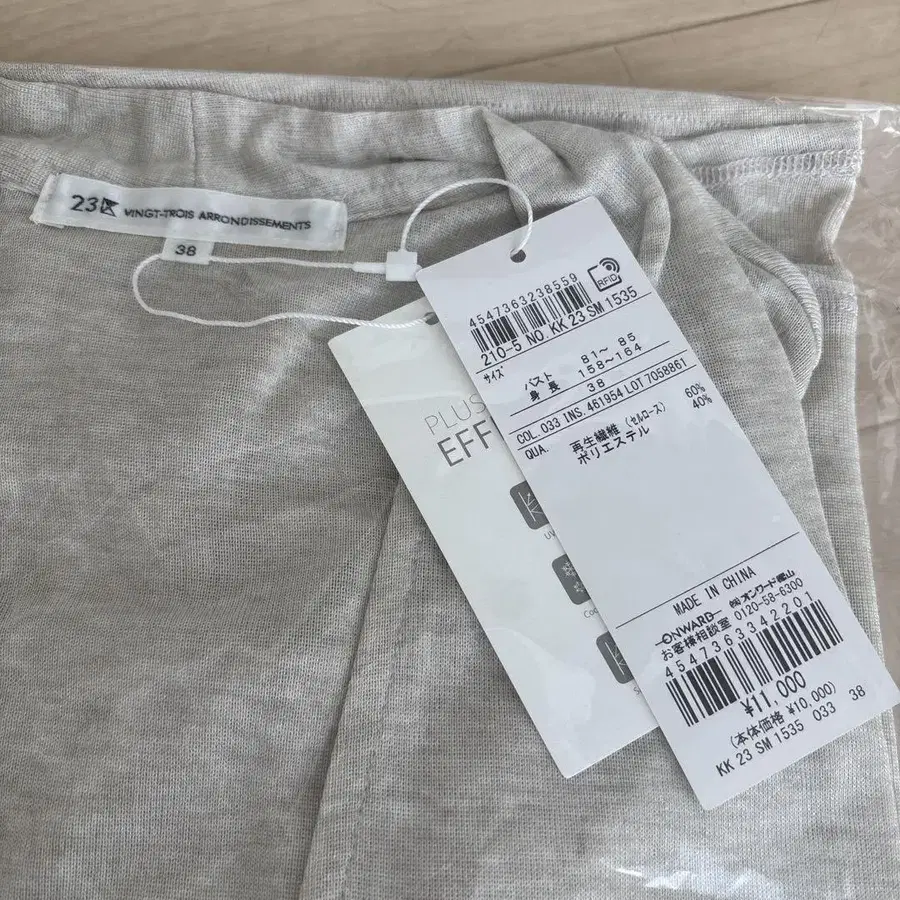 23区 VINGT-TROIS ARRONDISSEMENTS
38
PLUS
EFF
UV
Coo
S
RFID
4547363238559
210-5 NO. KK 23 SM 1535
サイズ
バスト 81～ 85
身長 158～164
38
COL. 033 INS. 461954 LOT 7058861
QUA. 再生繊維(セルロース) 60%
ポリエステル 40%
MADE IN CHINA
ONWARD ㈱オンワード樫山
お客様相談室 0120-58-6300
4547363342201
¥11,000
(本体価格 ¥10,000)
KK 23 SM 1535 033 38